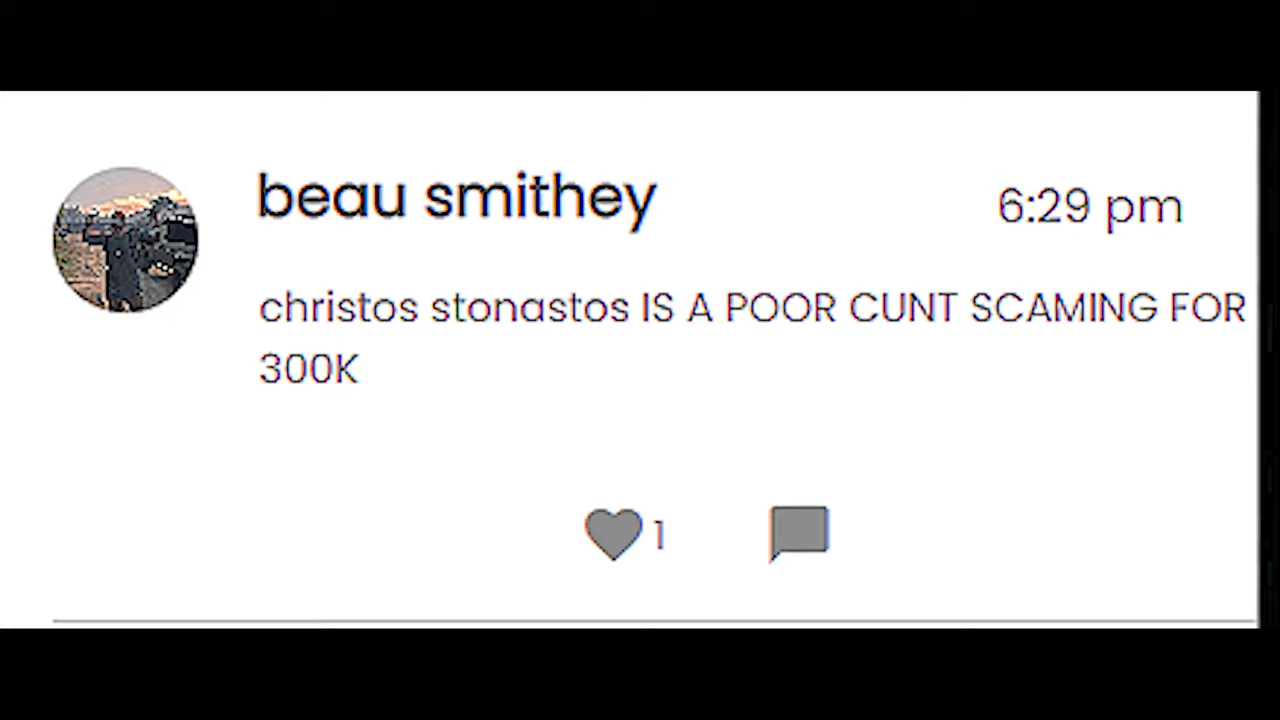 beau smithey
6:29 pm
christos stonastos IS A POOR CUNT SCAMING FOR
300K
1